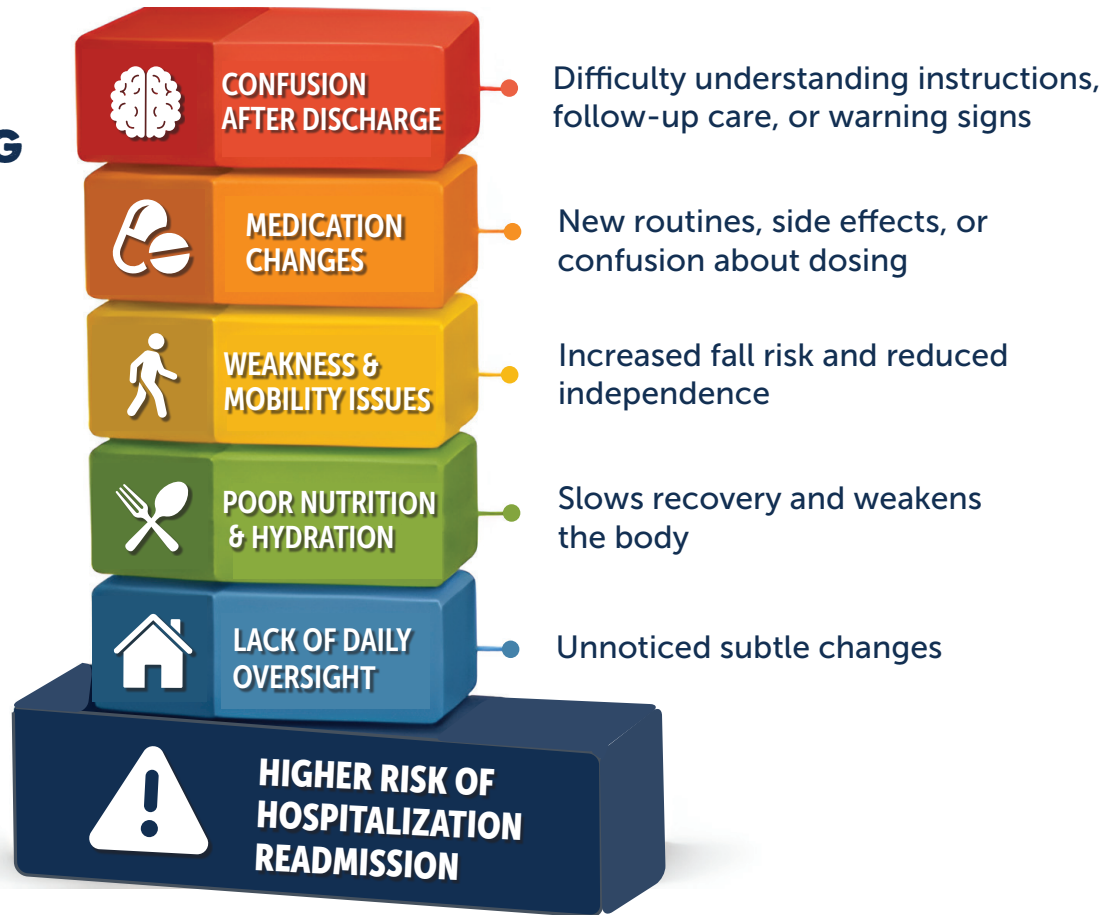 G
CONFUSION
AFTER DISCHARGE
Difficulty understanding instructions,
follow-up care, or warning signs
MEDICATION
CHANGES
New routines, side effects, or
confusion about dosing
WEAKNESS &
MOBILITY ISSUES
Increased fall risk and reduced
independence
POOR NUTRITION
& HYDRATION
Slows recovery and weakens
the body
LACK OF DAILY
OVERSIGHT
Unnoticed subtle changes
HIGHER RISK OF
HOSPITALIZATION
READMISSION